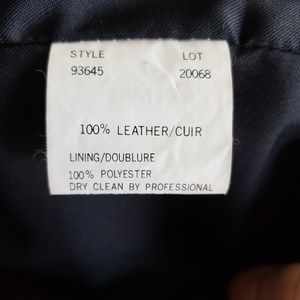 STYLE LOT
93645 20068
100% LEATHER/CUIR
LINING/DOUBLURE
100% POLYESTER
DRY CLEAN BY PROFESSIONAL